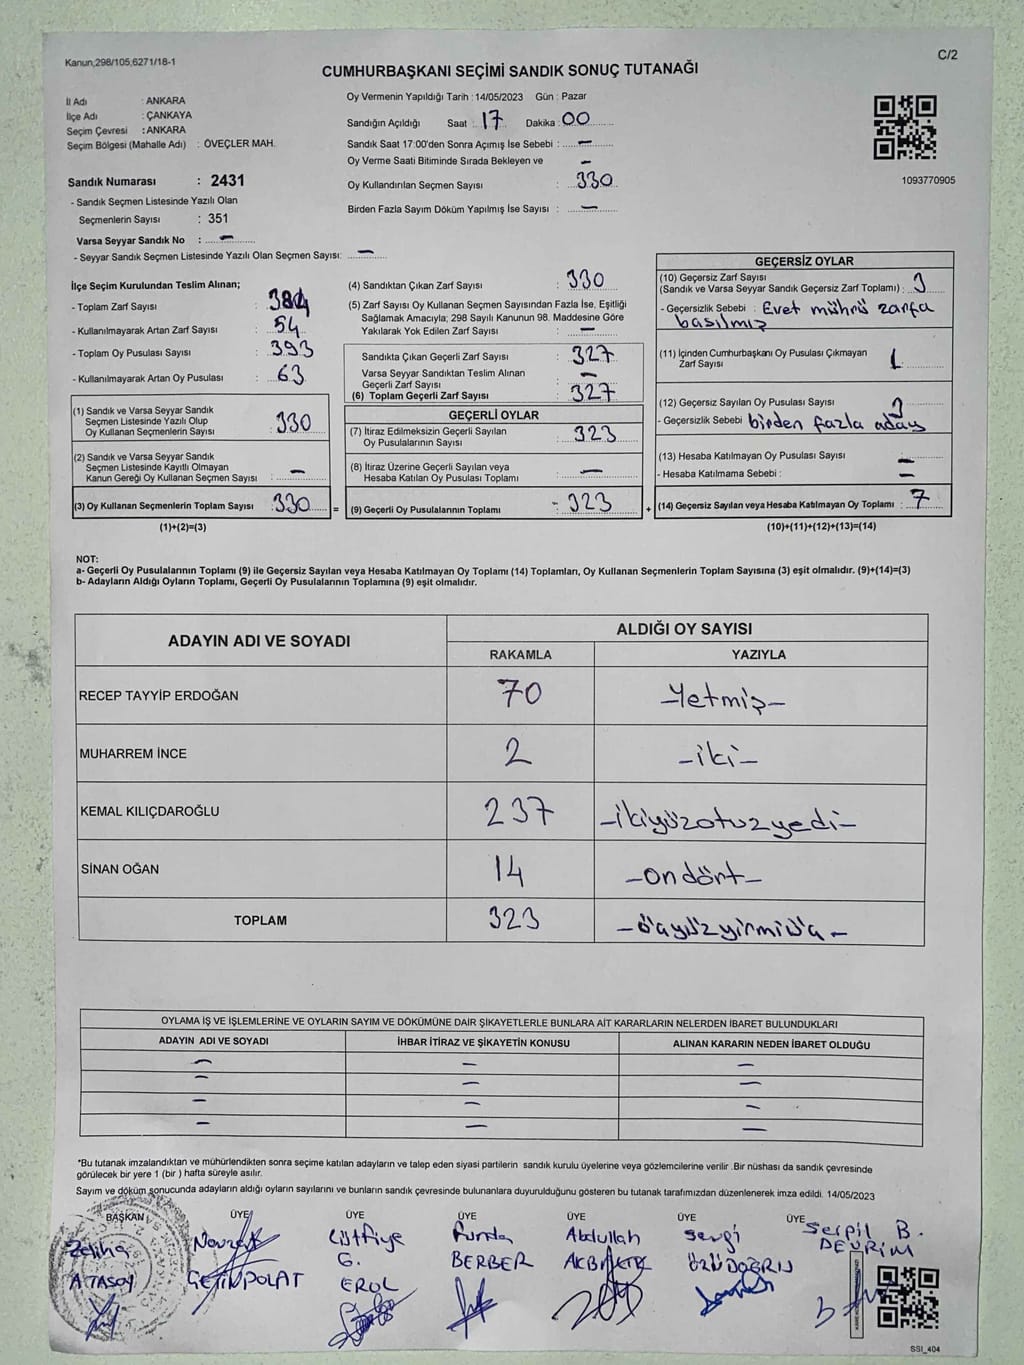 Kanun,298/105,6271/18-1
C/2
CUMHURBAŞKANI SEÇİMİ SANDIK SONUÇ TUTANAĞI
İl Adı : ANKARA
İlçe Adı : ÇANKAYA
Seçim Çevresi : ANKARA
Seçim Bölgesi (Mahalle Adı) : ÖVEÇLER MAH.
Sandık Numarası : 2431
- Sandık Seçmen Listesinde Yazılı Olan
Seçmenlerin Sayısı : 351
Varsa Seyyar Sandık No : –
- Seyyar Sandık Seçmen Listesinde Yazılı Olan Seçmen Sayısı: –
Oy Vermenin Yapıldığı Tarih : 14/05/2023 Gün : Pazar
Sandığın Açıldığı Saat : 17 Dakika : 00
Sandık Saat 17:00'den Sonra Açımış İse Sebebi : –
Oy Verme Saati Bitiminde Sırada Bekleyen ve –
Oy Kullandırılan Seçmen Sayısı : 330
Birden Fazla Sayım Döküm Yapılmış İse Sayısı : –
1093770905
İlçe Seçim Kurulundan Teslim Alınan;
- Toplam Zarf Sayısı : 384
- Kullanılmayarak Artan Zarf Sayısı : 54
- Toplam Oy Pusulası Sayısı : 393
- Kullanılmayarak Artan Oy Pusulası : 63
(1) Sandık ve Varsa Seyyar Sandık
Seçmen Listesinde Yazılı Olup
Oy Kullanan Seçmenlerin Sayısı : 330
(2) Sandık ve Varsa Seyyar Sandık
Seçmen Listesinde Kayıtlı Olmayan
Kanun Gereği Oy Kullanan Seçmen Sayısı : –
(3) Oy Kullanan Seçmenlerin Toplam Sayısı : 330 =
(1)+(2)=(3)
(4) Sandıktan Çıkan Zarf Sayısı : 330
(5) Zarf Sayısı Oy Kullanan Seçmen Sayısından Fazla İse, Eşitliği
Sağlamak Amacıyla; 298 Sayılı Kanunun 98. Maddesine Göre
Yakılarak Yok Edilen Zarf Sayısı : –
Sandıkta Çıkan Geçerli Zarf Sayısı : 327
Varsa Seyyar Sandıktan Teslim Alınan
Geçerli Zarf Sayısı : –
(6) Toplam Geçerli Zarf Sayısı : 327
GEÇERLİ OYLAR
(7) İtiraz Edilmeksizin Geçerli Sayılan
Oy Pusulalarının Sayısı : 323
(8) İtiraz Üzerine Geçerli Sayılan veya
Hesaba Katılan Oy Pusulası Toplamı : –
(9) Geçerli Oy Pusulalarının Toplamı : 323 +
GEÇERSİZ OYLAR
(10) Geçersiz Zarf Sayısı
(Sandık ve Varsa Seyyar Sandık Geçersiz Zarf Toplamı) : 3
- Geçersizlik Sebebi : Evet mührü zarfa
basılmış
(11) İçinden Cumhurbaşkanı Oy Pusulası Çıkmayan
Zarf Sayısı : 1
(12) Geçersiz Sayılan Oy Pusulası Sayısı : 3
- Geçersizlik Sebebi birden fazla aday
(13) Hesaba Katılmayan Oy Pusulası Sayısı : –
- Hesaba Katılmama Sebebi : –
(14) Geçersiz Sayılan veya Hesaba Katılmayan Oy Toplamı : 7
(10)+(11)+(12)+(13)=(14)
NOT:
a- Geçerli Oy Pusulalarının Toplamı (9) ile Geçersiz Sayılan veya Hesaba Katılmayan Oy Toplamı (14) Toplamları, Oy Kullanan Seçmenlerin Toplam Sayısına (3) eşit olmalıdır. (9)+(14)=(3)
b- Adayların Aldığı Oyların Toplamı, Geçerli Oy Pusulalarının Toplamına (9) eşit olmalıdır.
ADAYIN ADI VE SOYADI ALDIĞI OY SAYISI
RAKAMLA YAZIYLA
RECEP TAYYİP ERDOĞAN 70 –Yetmiş–
MUHARREM İNCE 2 –iki–
KEMAL KILIÇDAROĞLU 237 –ikiyüzotuzyedi–
SİNAN OĞAN 14 –Ondört–
TOPLAM 323 –üçyüzyirmiüç–
OYLAMA İŞ VE İŞLEMLERİNE VE OYLARIN SAYIM VE DÖKÜMÜNE DAİR ŞİKAYETLERLE BUNLARA AİT KARARLARIN NELERDEN İBARET BULUNDUKLARI
ADAYIN ADI VE SOYADI İHBAR İTİRAZ VE ŞİKAYETİN KONUSU ALINAN KARARIN NEDEN İBARET OLDUĞU
– – –
– – –
– – –
– – –
*Bu tutanak imzalandıktan ve mühürlendikten sonra seçime katılan adayların ve talep eden siyasi partilerin sandık kurulu üyelerine veya gözlemcilerine verilir .Bir nüshası da sandık çevresinde
görülecek bir yere 1 (bir ) hafta süreyle asılır.
Sayım ve döküm sonucunda adayların aldığı oyların sayılarını ve bunların sandık çevresinde bulunanlara duyurulduğunu gösteren bu tutanak tarafımızdan düzenlenerek imza edildi. 14/05/2023
BAŞKAN ÜYE ÜYE ÜYE ÜYE ÜYE ÜYE
Zeliha Lütfiye Funda Abdullah Sevgi Serpil B.
ATASOY ÇETİNPOLAT G. EROL BERBER DEVRİM
SSI_404